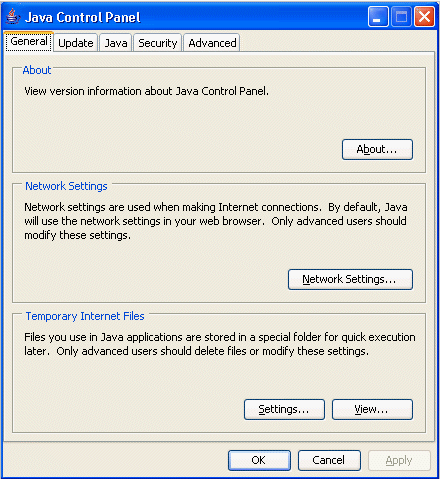 Java Control Panel
General Update Java Security Advanced
About
View version information about Java Control Panel.
About...
Network Settings
Network settings are used when making Internet connections.  By default, Java
will use the network settings in your web browser.  Only advanced users should
modify these settings.
Network Settings...
Temporary Internet Files
Files you use in Java applications are stored in a special folder for quick execution
later.  Only advanced users should delete files or modify these settings.
Settings... View...
OK Cancel Apply